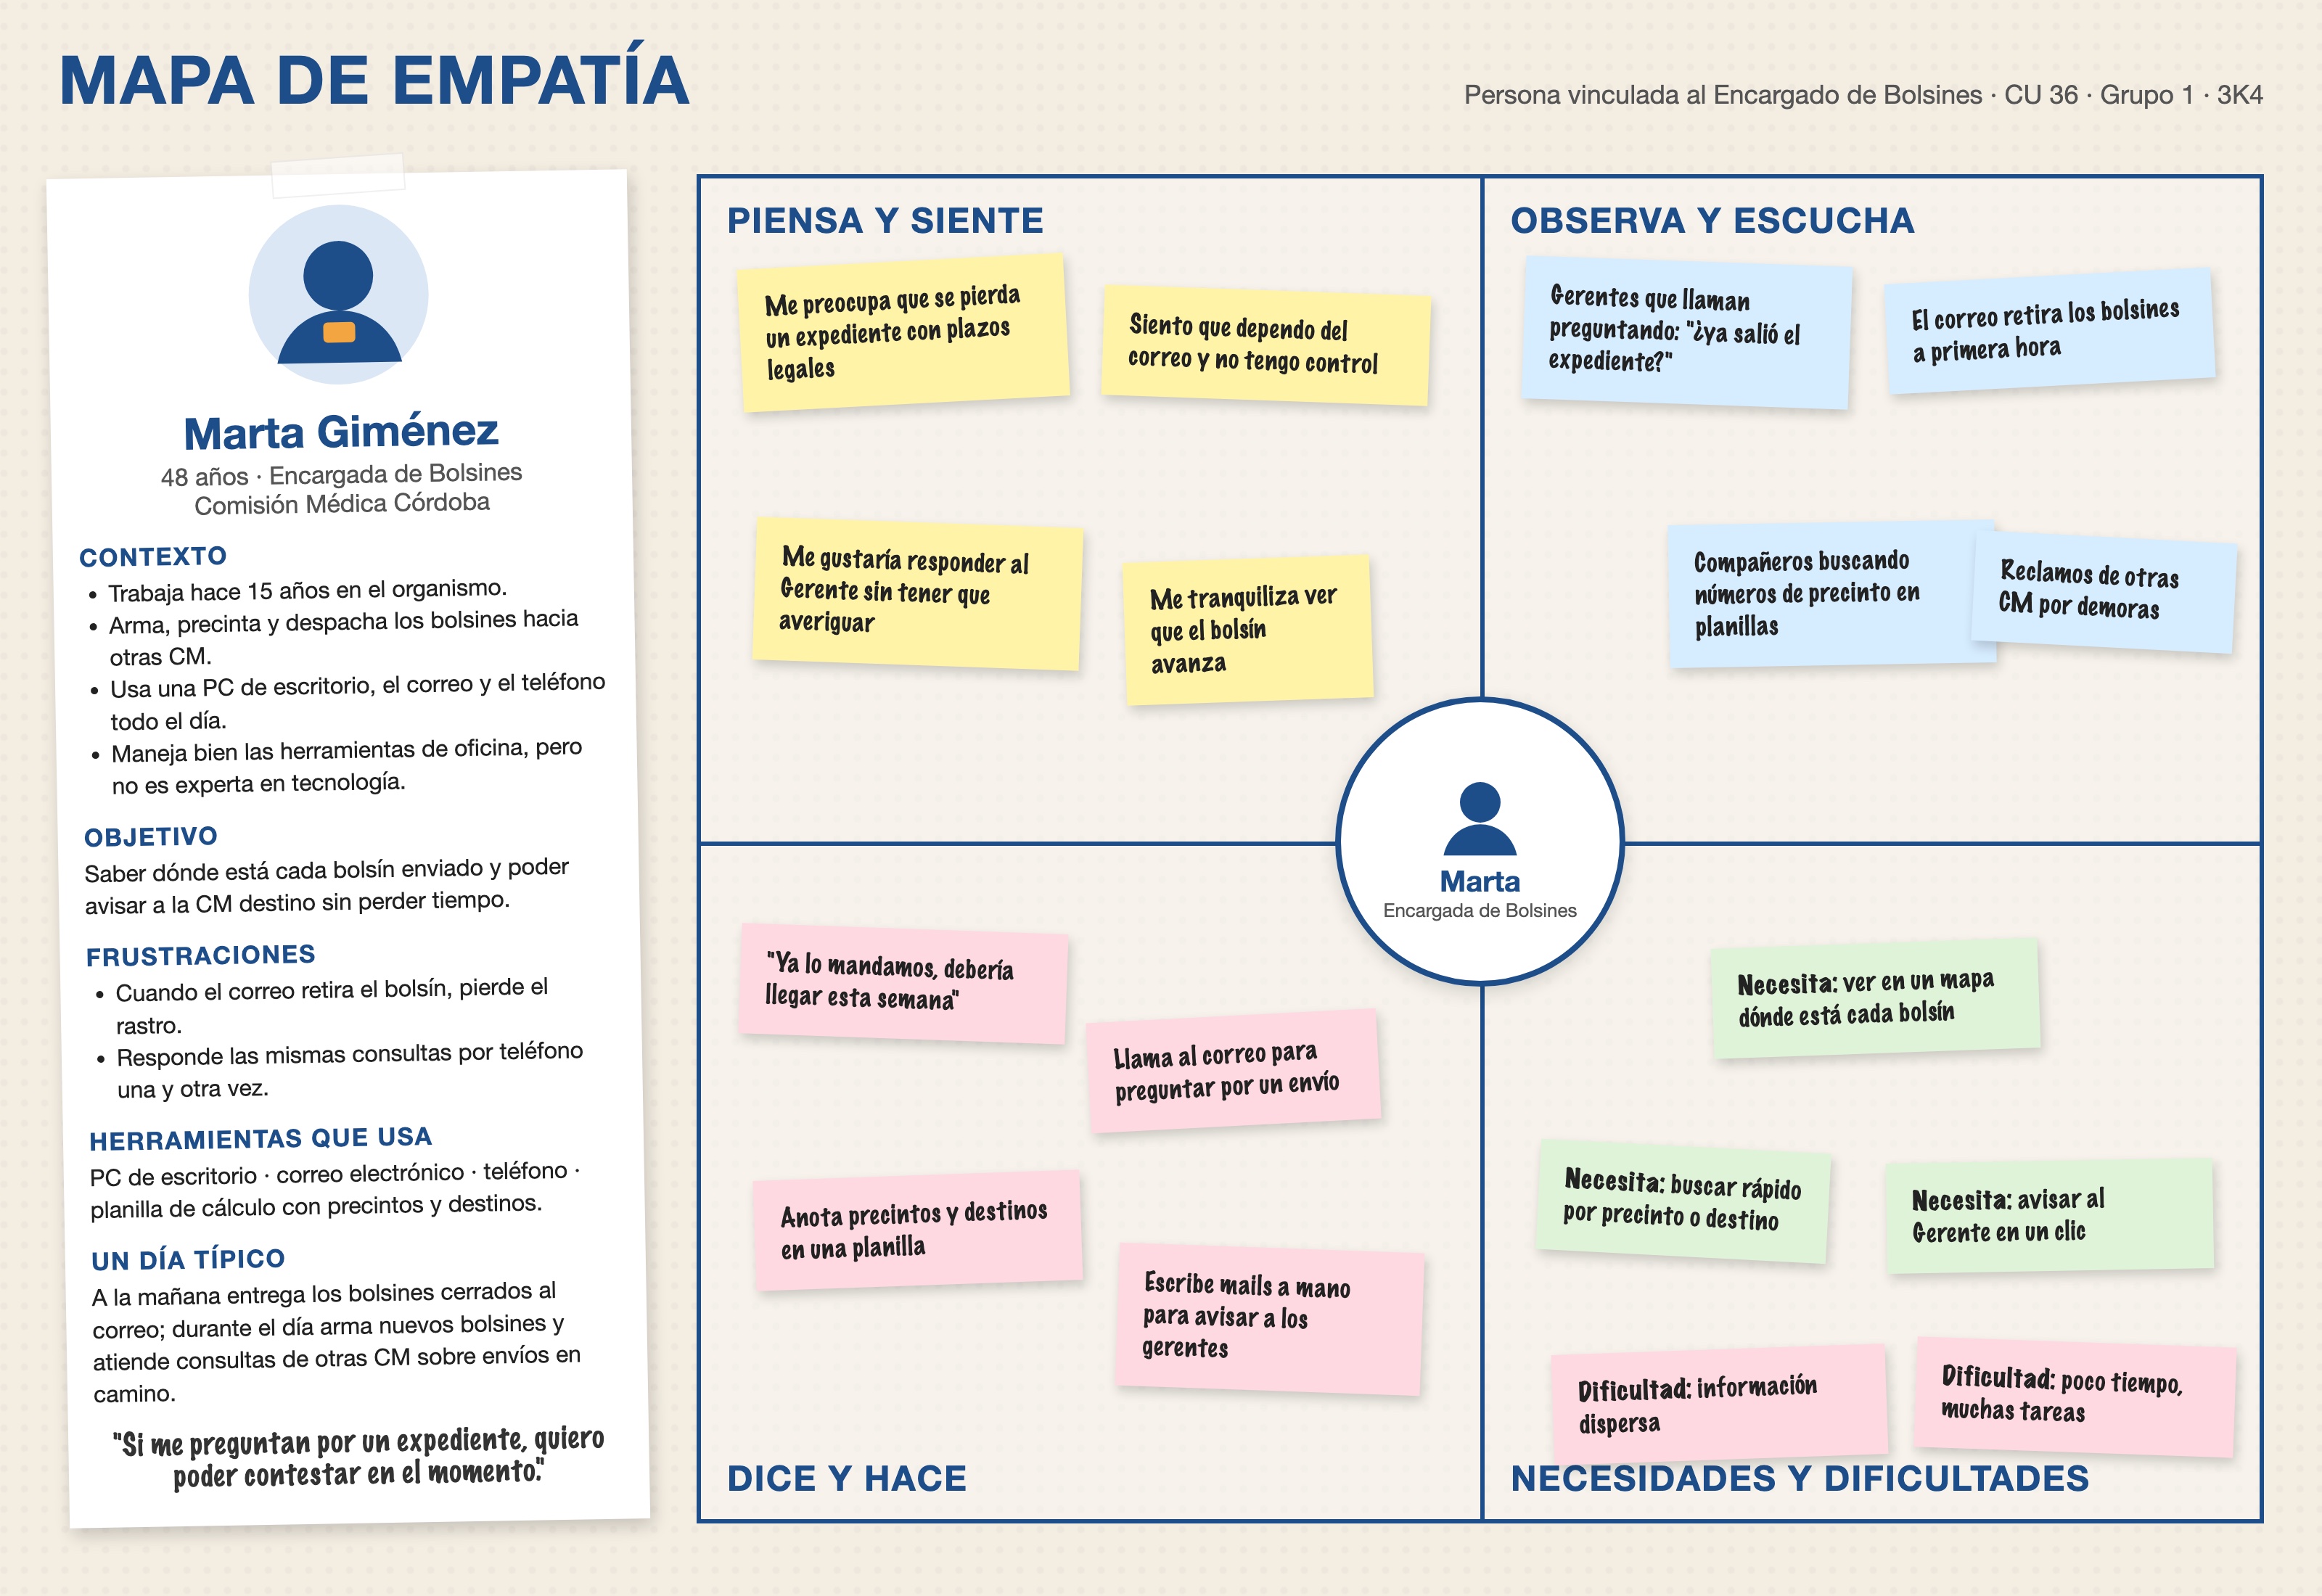 MAPA DE EMPATÍA
Persona vinculada al Encargado de Bolsines · CU 36 · Grupo 1 · 3K4
Marta Giménez
48 años · Encargada de Bolsines
Comisión Médica Córdoba
CONTEXTO
• Trabaja hace 15 años en el organismo.
• Arma, precinta y despacha los bolsines hacia
otras CM.
• Usa una PC de escritorio, el correo y el teléfono
todo el día.
• Maneja bien las herramientas de oficina, pero
no es experta en tecnología.
OBJETIVO
Saber dónde está cada bolsín enviado y poder
avisar a la CM destino sin perder tiempo.
FRUSTRACIONES
• Cuando el correo retira el bolsín, pierde el
rastro.
• Responde las mismas consultas por teléfono
una y otra vez.
HERRAMIENTAS QUE USA
PC de escritorio · correo electrónico · teléfono ·
planilla de cálculo con precintos y destinos.
UN DÍA TÍPICO
A la mañana entrega los bolsines cerrados al
correo; durante el día arma nuevos bolsines y
atiende consultas de otras CM sobre envíos en
camino.
"Si me preguntan por un expediente, quiero
poder contestar en el momento."
PIENSA Y SIENTE
Me preocupa que se pierda
un expediente con plazos
legales
Siento que dependo del
correo y no tengo control
Me gustaría responder al
Gerente sin tener que
averiguar
Me tranquiliza ver
que el bolsín
avanza
OBSERVA Y ESCUCHA
Gerentes que llaman
preguntando: "¿ya salió el
expediente?"
El correo retira los bolsines
a primera hora
Compañeros buscando
números de precinto en
planillas
Reclamos de otras
CM por demoras
Marta
Encargada de Bolsines
"Ya lo mandamos, debería
llegar esta semana"
Llama al correo para
preguntar por un envío
Anota precintos y destinos
en una planilla
Escribe mails a mano
para avisar a los
gerentes
DICE Y HACE
Necesita: ver en un mapa
dónde está cada bolsín
Necesita: buscar rápido
por precinto o destino
Necesita: avisar al
Gerente en un clic
Dificultad: información
dispersa
Dificultad: poco tiempo,
muchas tareas
NECESIDADES Y DIFICULTADES